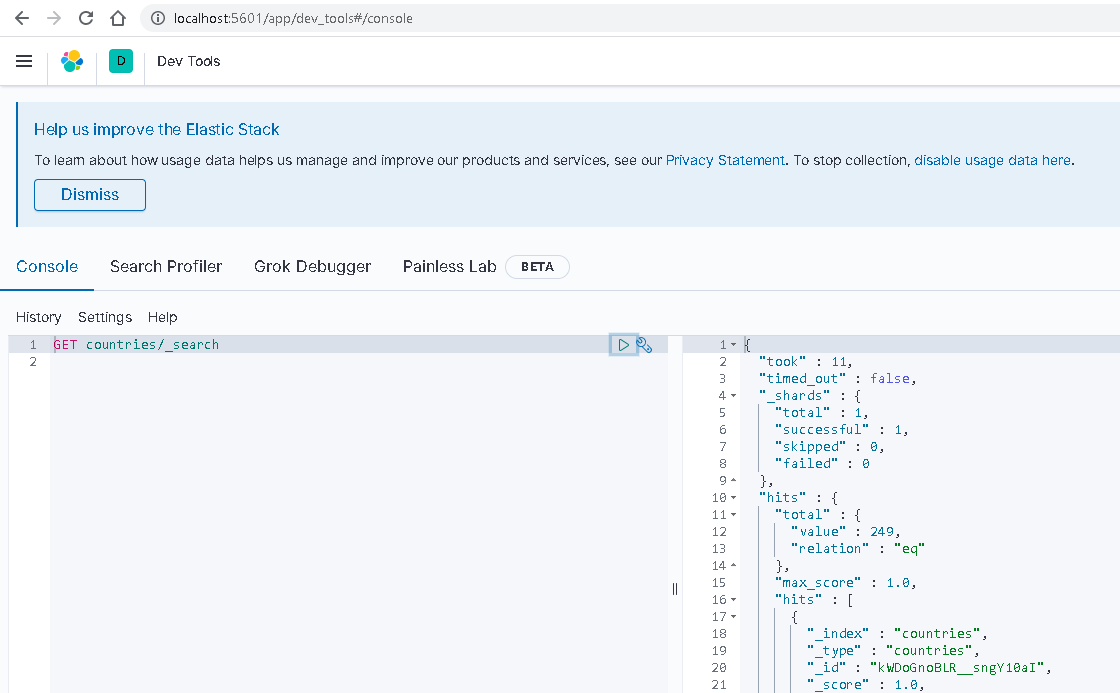 localhost:5601/app/dev_tools#/console
D Dev Tools
Help us improve the Elastic Stack
To learn about how usage data helps us manage and improve our products and services, see our Privacy Statement. To stop collection, disable usage data here.
Dismiss
Console Search Profiler Grok Debugger Painless Lab BETA
History Settings Help
1 GET countries/_search
2
1 {
2 "took" : 11,
3 "timed_out" : false,
4 "_shards" : {
5 "total" : 1,
6 "successful" : 1,
7 "skipped" : 0,
8 "failed" : 0
9 },
10 "hits" : {
11 "total" : {
12 "value" : 249,
13 "relation" : "eq"
14 },
15 "max_score" : 1.0,
16 "hits" : [
17 {
18 "_index" : "countries",
19 "_type" : "countries",
20 "_id" : "kWDoGnoBLR__sngY10aI",
21 "_score" : 1.0,